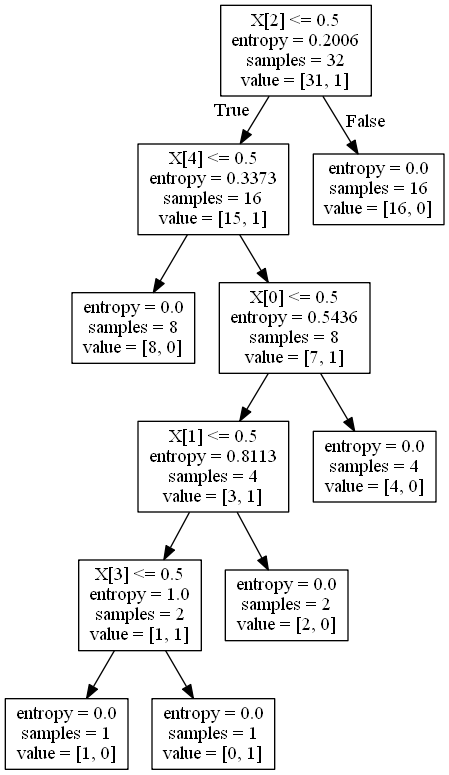 X[2] <= 0.5
entropy = 0.2006
samples = 32
value = [31, 1]
True
False
X[4] <= 0.5
entropy = 0.3373
samples = 16
value = [15, 1]
entropy = 0.0
samples = 16
value = [16, 0]
entropy = 0.0
samples = 8
value = [8, 0]
X[0] <= 0.5
entropy = 0.5436
samples = 8
value = [7, 1]
X[1] <= 0.5
entropy = 0.8113
samples = 4
value = [3, 1]
entropy = 0.0
samples = 4
value = [4, 0]
X[3] <= 0.5
entropy = 1.0
samples = 2
value = [1, 1]
entropy = 0.0
samples = 2
value = [2, 0]
entropy = 0.0
samples = 1
value = [1, 0]
entropy = 0.0
samples = 1
value = [0, 1]